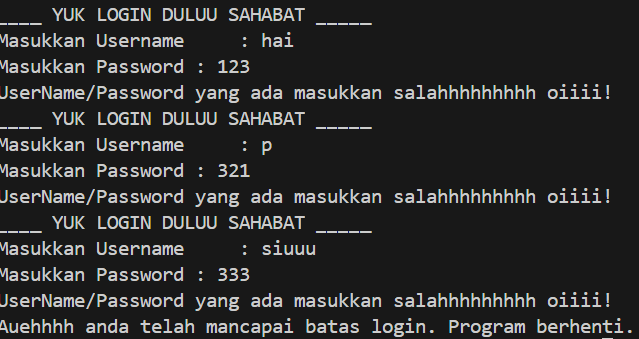 ____ YUK LOGIN DULUU SAHABAT _____
Masukkan Username     : hai
Masukkan Password : 123
UserName/Password yang ada masukkan salahhhhhhhhh oiiii!
____ YUK LOGIN DULUU SAHABAT _____
Masukkan Username     : p
Masukkan Password : 321
UserName/Password yang ada masukkan salahhhhhhhhh oiiii!
____ YUK LOGIN DULUU SAHABAT _____
Masukkan Username     : siuuu
Masukkan Password : 333
UserName/Password yang ada masukkan salahhhhhhhhh oiiii!
Auehhhh anda telah mancapai batas login. Program berhenti.